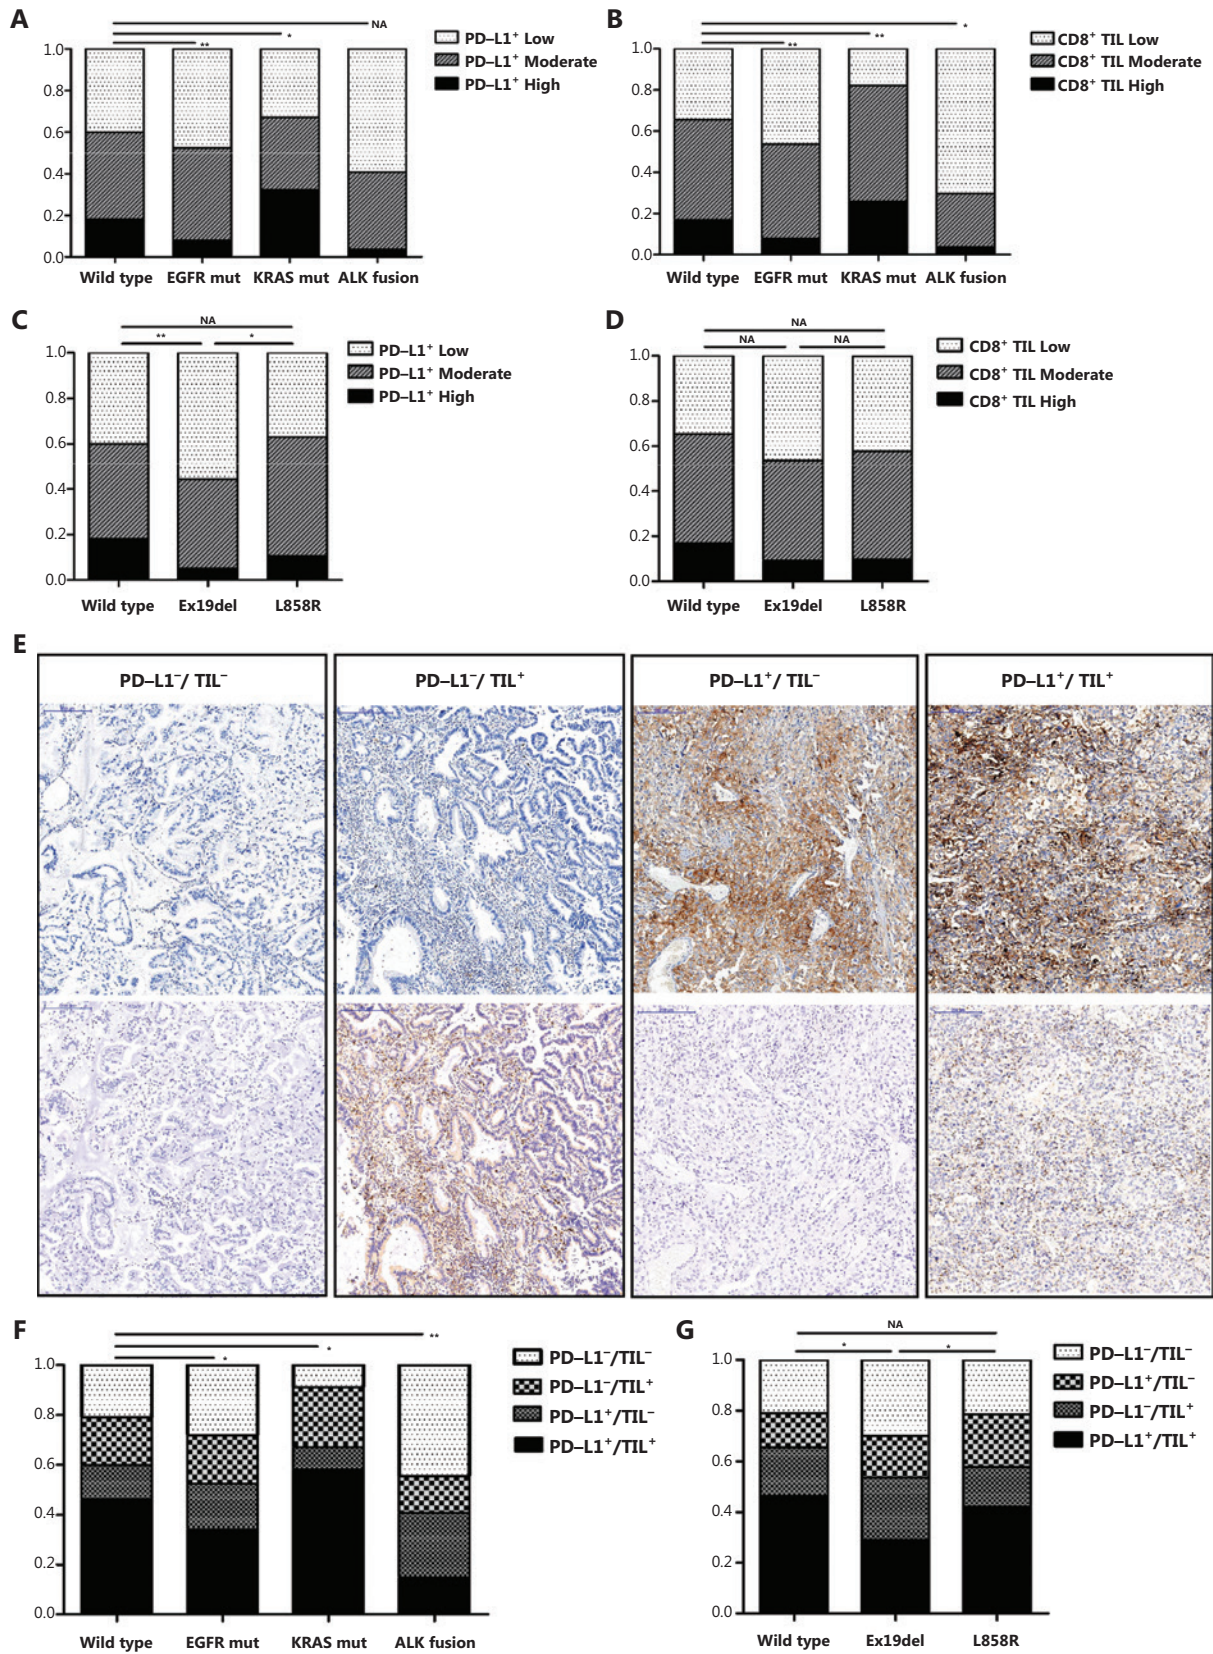 A
NA
*
**
1.0
0.8
0.6
0.4
0.2
0.0
Wild type EGFR mut KRAS mut ALK fusion
PD–L1⁺ Low
PD–L1⁺ Moderate
PD–L1⁺ High
B
*
**
**
1.0
0.8
0.6
0.4
0.2
0.0
Wild type EGFR mut KRAS mut ALK fusion
CD8⁺ TIL Low
CD8⁺ TIL Moderate
CD8⁺ TIL High
C
NA
** *
1.0
0.8
0.6
0.4
0.2
0.0
Wild type Ex19del L858R
PD–L1⁺ Low
PD–L1⁺ Moderate
PD–L1⁺ High
D
NA
NA NA
1.0
0.8
0.6
0.4
0.2
0.0
Wild type Ex19del L858R
CD8⁺ TIL Low
CD8⁺ TIL Moderate
CD8⁺ TIL High
E
PD–L1⁻/ TIL⁻ PD–L1⁻/ TIL⁺ PD–L1⁺/ TIL⁻ PD–L1⁺/ TIL⁺
F
**
*
*
1.0
0.8
0.6
0.4
0.2
0.0
Wild type EGFR mut KRAS mut ALK fusion
PD–L1⁻/TIL⁻
PD–L1⁻/TIL⁺
PD–L1⁺/TIL⁻
PD–L1⁺/TIL⁺
G
NA
* *
1.0
0.8
0.6
0.4
0.2
0.0
Wild type Ex19del L858R
PD–L1⁻/TIL⁻
PD–L1⁺/TIL⁻
PD–L1⁻/TIL⁺
PD–L1⁺/TIL⁺